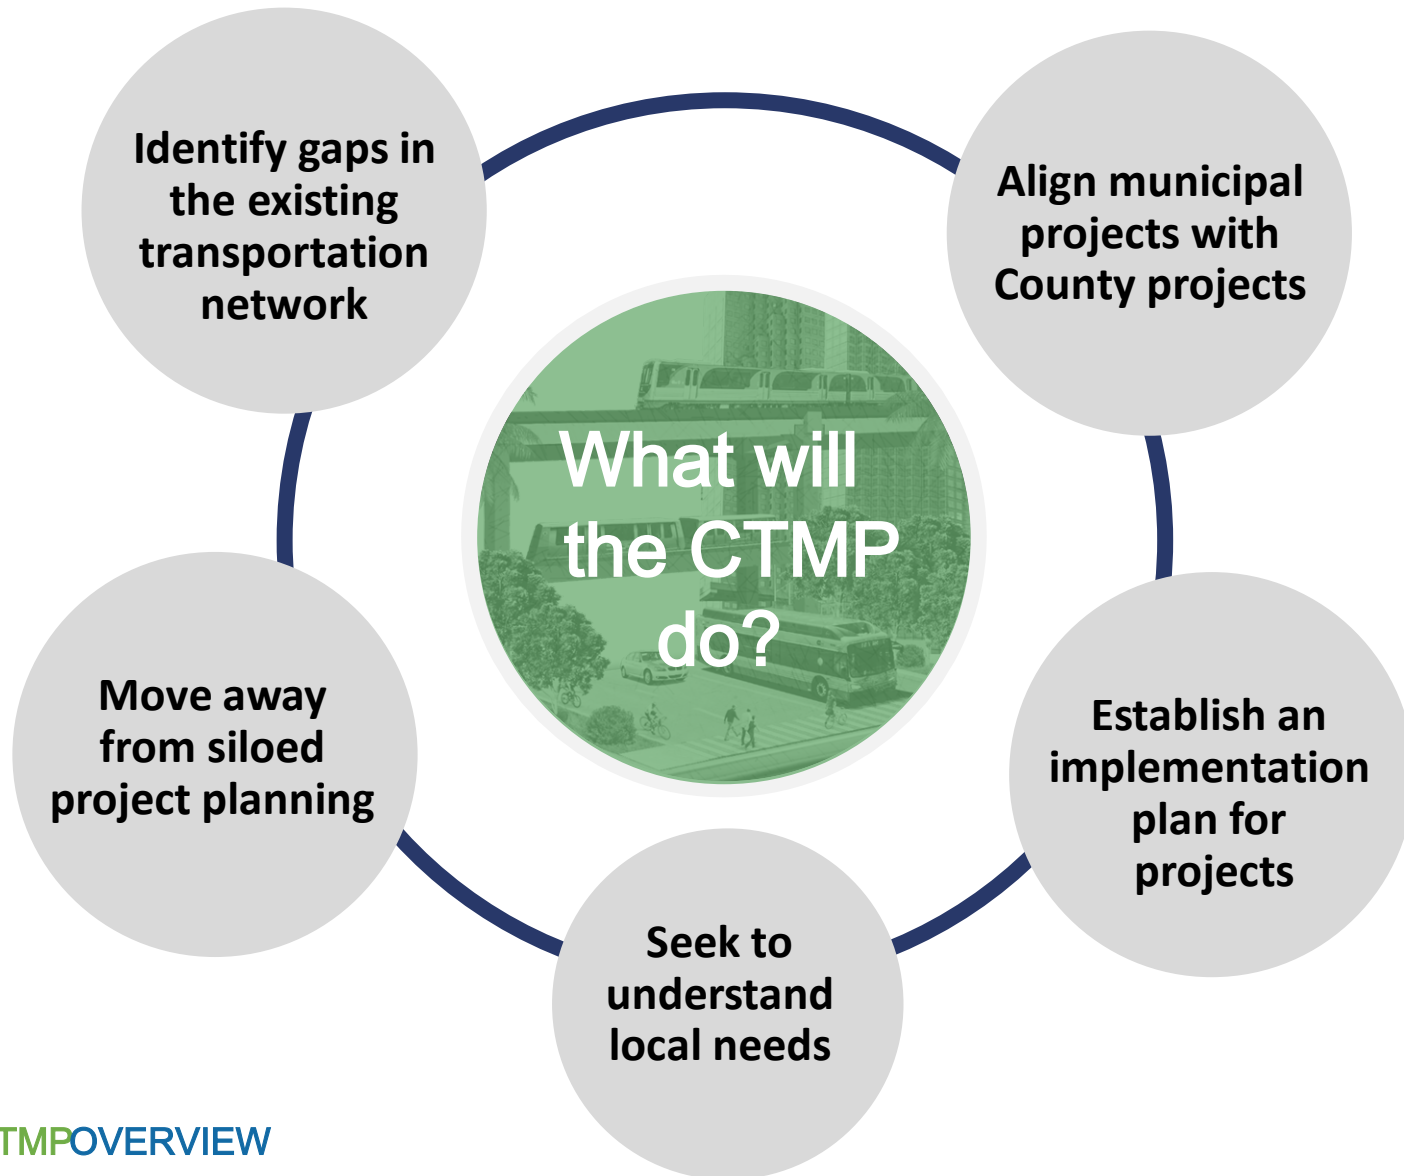 Identify gaps in
the existing
transportation
network
Align municipal
projects with
County projects
What will
the CTMP
do?
Move away
from siloed
project planning
Establish an
implementation
plan for
projects
Seek to
understand
local needs
TMPOVERVIEW